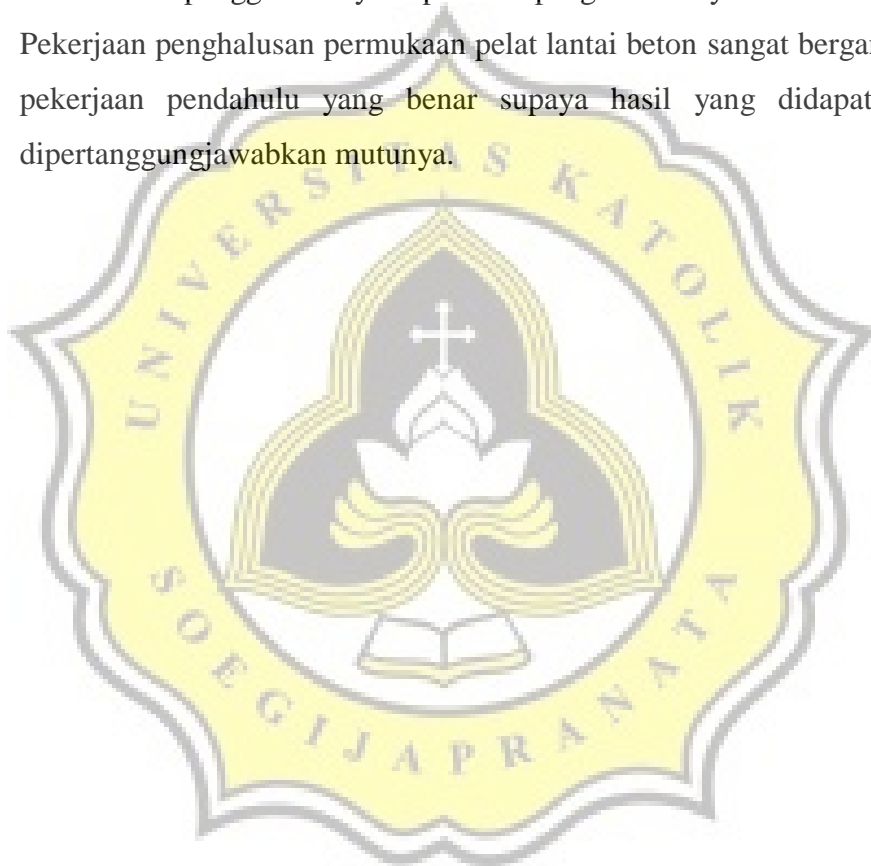 Pekerjaan penghalusan permukaan pelat lantai beton sangat
pekerjaan pendahulu yang benar supaya hasil yang didapat
dipertanggungjawabkan mutunya.
UNIVERSITAS KATOLIK
SOEGIJAPRANATA